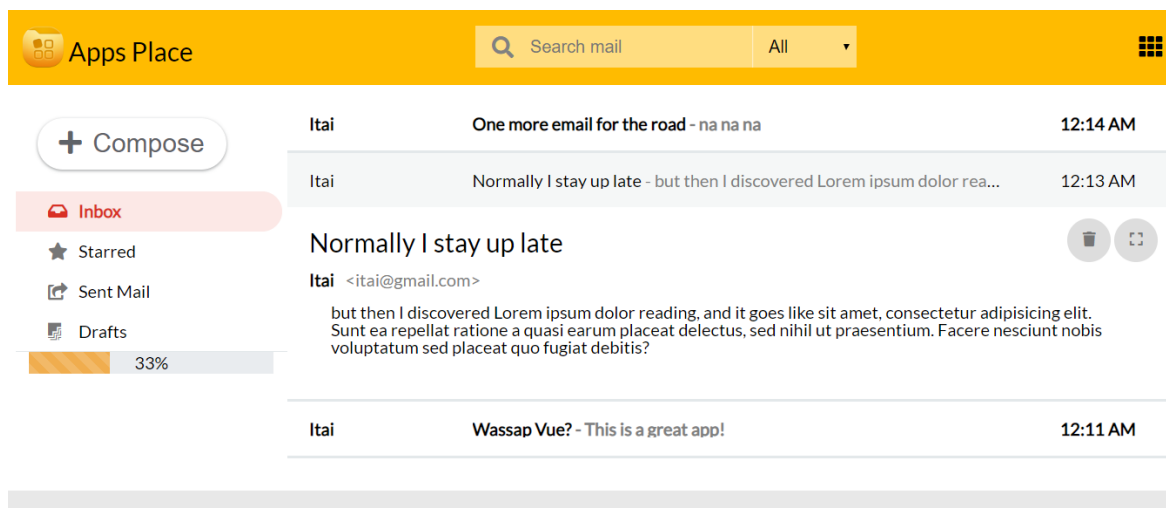 Apps Place
Search mail All
Compose
Inbox
Starred
Sent Mail
Drafts
33%
Itai One more email for the road - na na na 12:14 AM
Itai Normally I stay up late - but then I discovered Lorem ipsum dolor rea... 12:13 AM
Normally I stay up late
Itai <itai@gmail.com>
but then I discovered Lorem ipsum dolor reading, and it goes like sit amet, consectetur adipisicing elit.
Sunt ea repellat ratione a quasi earum placeat delectus, sed nihil ut praesentium. Facere nesciunt nobis
voluptatum sed placeat quo fugiat debitis?
Itai Wassap Vue? - This is a great app! 12:11 AM